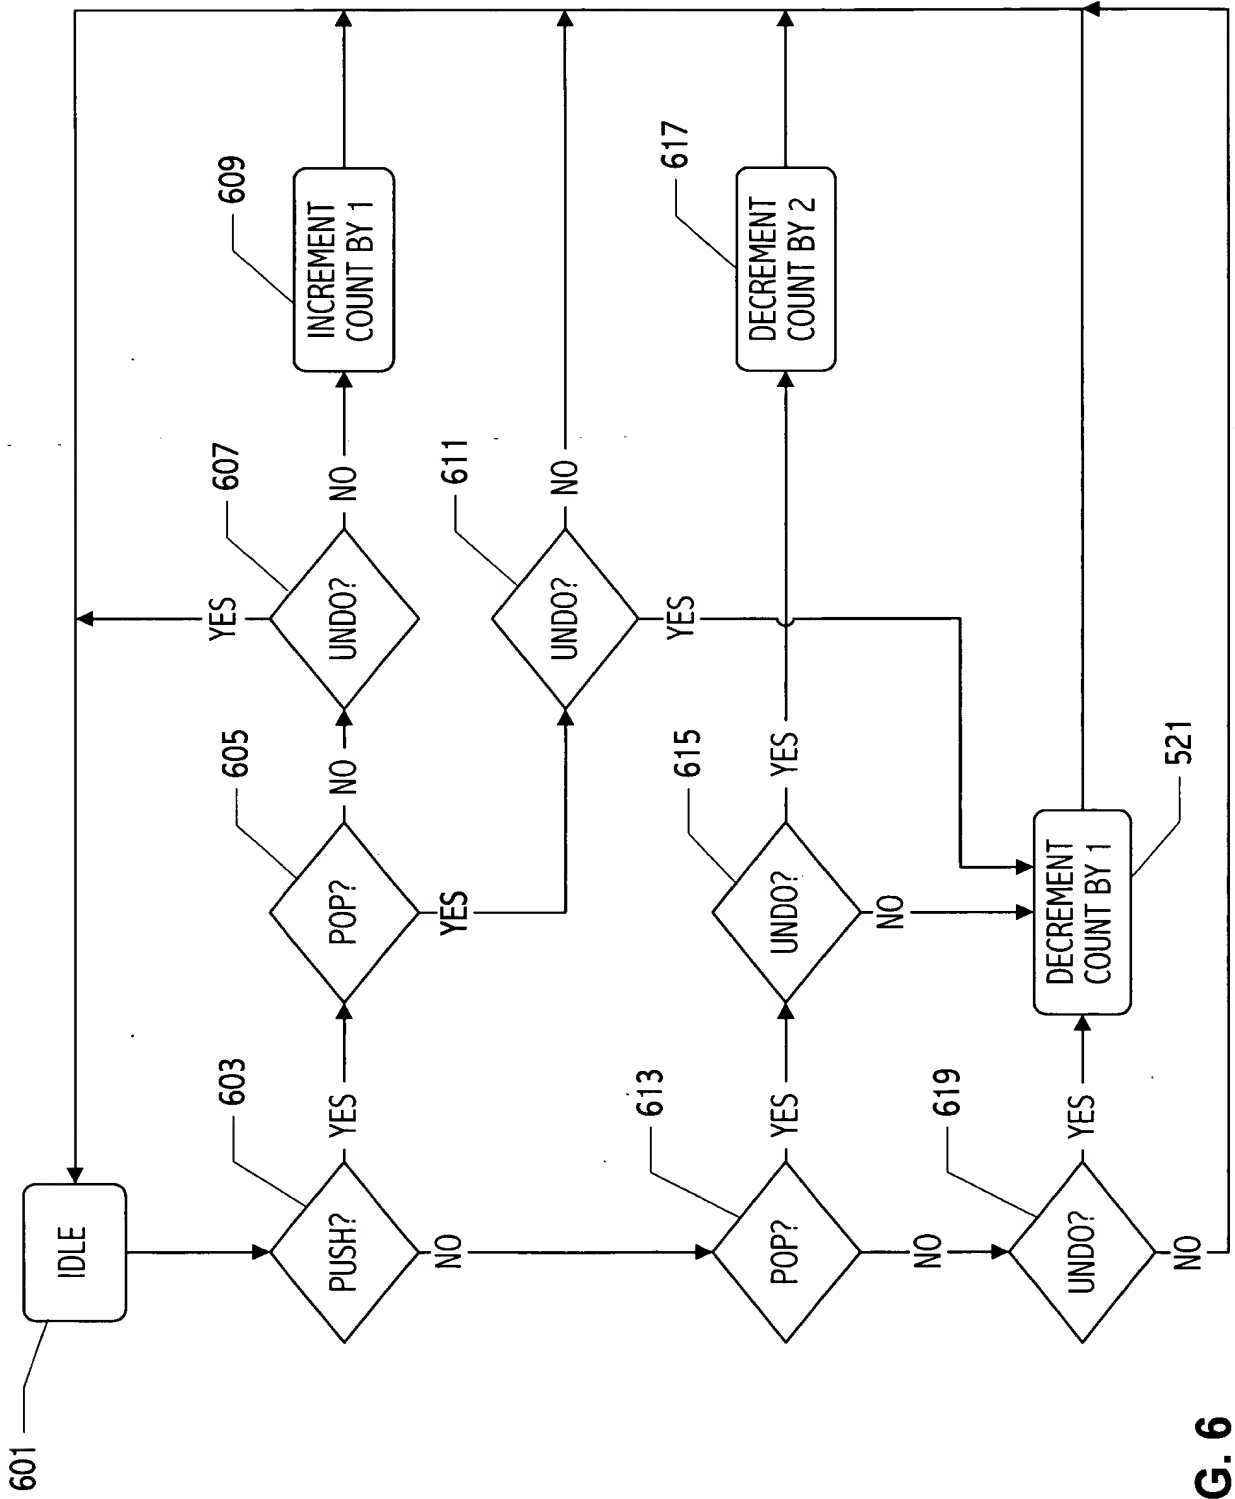 601
IDLE
603
PUSH?
YES
NO
605
POP?
NO
YES
607
UNDO?
YES
NO
609
INCREMENT
COUNT BY 1
611
UNDO?
NO
YES
613
POP?
YES
NO
615
UNDO?
YES
NO
617
DECREMENT
COUNT BY 2
619
UNDO?
YES
NO
521
DECREMENT
COUNT BY 1
G. 6